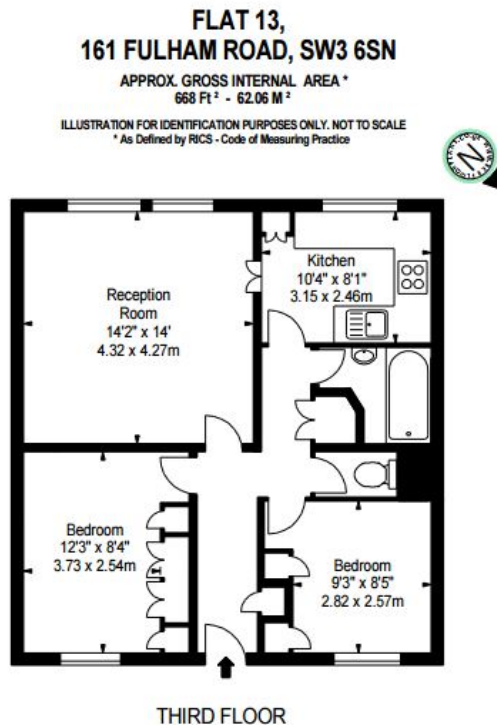 FLAT 13,
161 FULHAM ROAD, SW3 6SN
APPROX. GROSS INTERNAL AREA *
668 Ft ² - 62.06 M ²
ILLUSTRATION FOR IDENTIFICATION PURPOSES ONLY. NOT TO SCALE
* As Defined by RICS - Code of Measuring Practice
N
Kitchen
10'4" x 8'1"
3.15 x 2.46m
Reception
Room
14'2" x 14'
4.32 x 4.27m
Bedroom
12'3" x 8'4"
3.73 x 2.54m
Bedroom
9'3" x 8'5"
2.82 x 2.57m
THIRD FLOOR